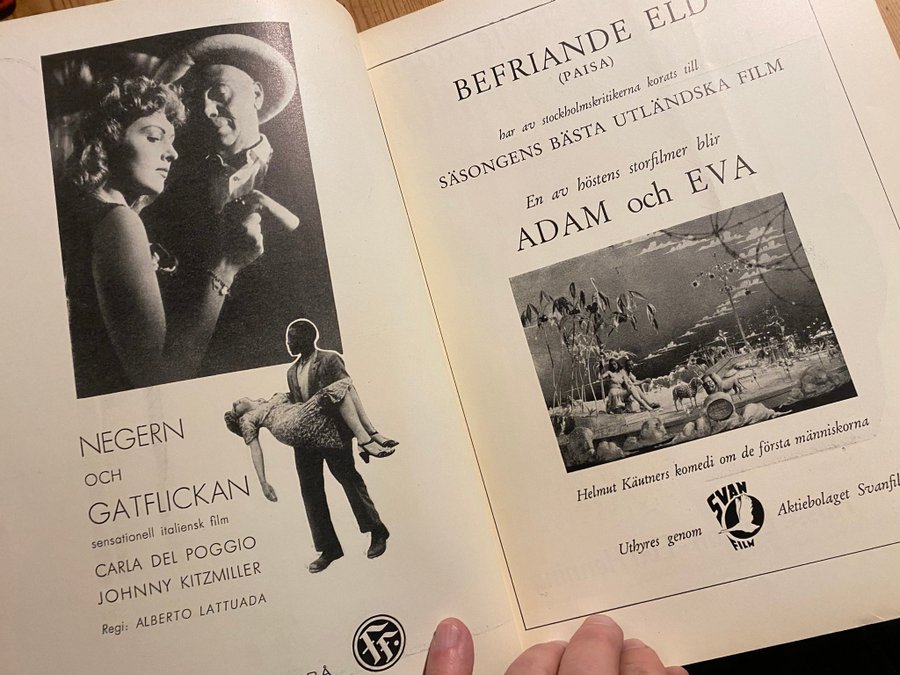 NEGERN
OCH
GATFLICKAN
sensationell italiensk film
CARLA DEL POGGIO
JOHNNY KITZMILLER
Regi: ALBERTO LATTUADA
FF.
BEFRIANDE ELD
(PAISA)
har av stockholmskritikerna korats till
SÄSONGENS BÄSTA UTLÄNDSKA FILM
En av höstens storfilmer blir
ADAM och EVA
Helmut Käutners komedi om de första människorna
Uthyres genom
SVAN
FILM
Aktiebolaget Svanfil